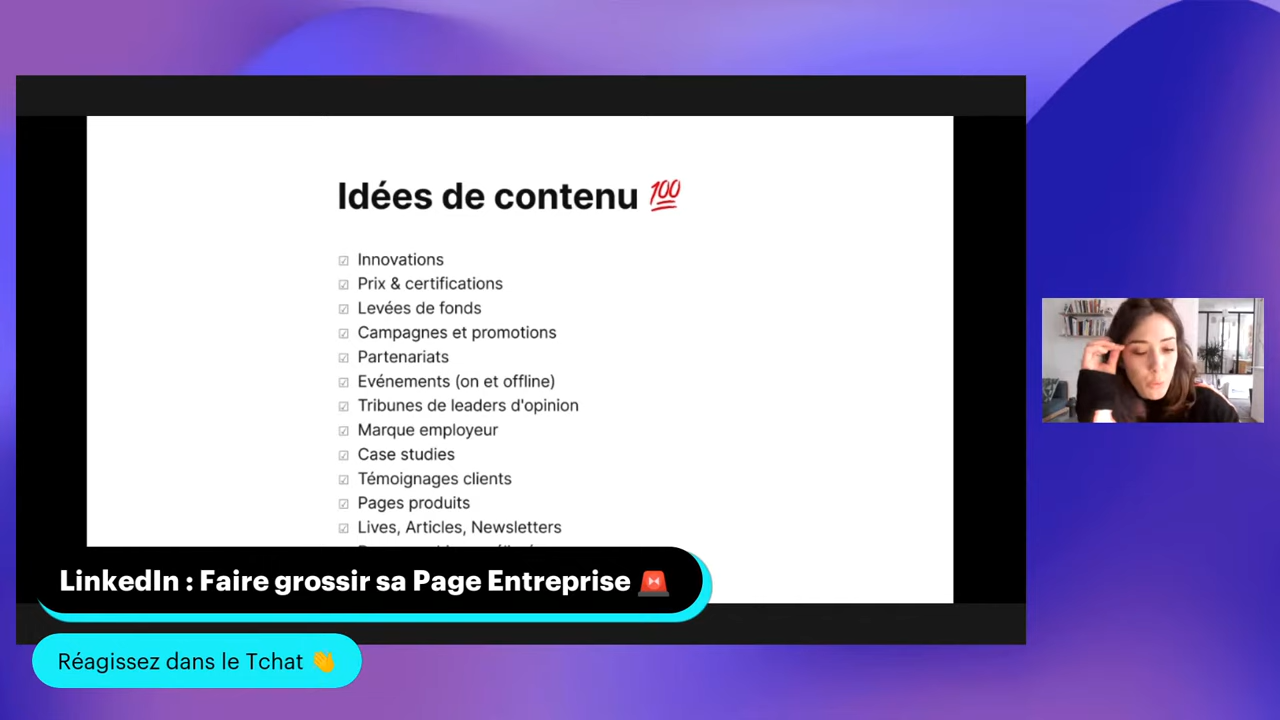 Idées de contenu 💯
☑ Innovations
☑ Prix & certifications
☑ Levées de fonds
☑ Campagnes et promotions
☑ Partenariats
☑ Evénements (on et offline)
☑ Tribunes de leaders d'opinion
☑ Marque employeur
☑ Case studies
☑ Témoignages clients
☑ Pages produits
☑ Lives, Articles, Newsletters
LinkedIn : Faire grossir sa Page Entreprise 🚨
Réagissez dans le Tchat 👏